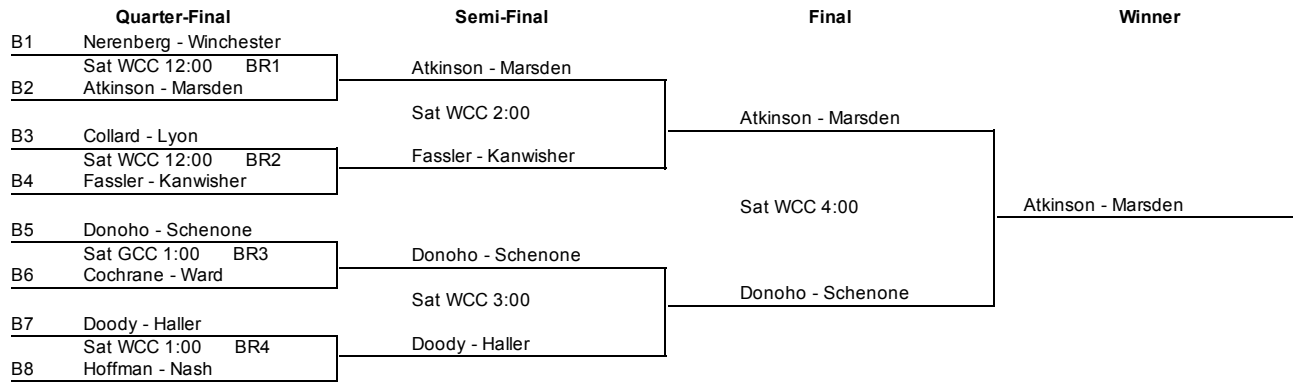 Quarter-Final Semi-Final Final Winner
B1 Nerenberg - Winchester
Sat WCC 12:00 BR1 Atkinson - Marsden
B2 Atkinson - Marsden
Sat WCC 2:00
Atkinson - Marsden
B3 Collard - Lyon
Sat WCC 12:00 BR2 Fassler - Kanwisher
B4 Fassler - Kanwisher
Sat WCC 4:00 Atkinson - Marsden
B5 Donoho - Schenone
Sat GCC 1:00 BR3 Donoho - Schenone
B6 Cochrane - Ward
Sat WCC 3:00 Donoho - Schenone
B7 Doody - Haller
Sat WCC 1:00 BR4 Doody - Haller
B8 Hoffman - Nash